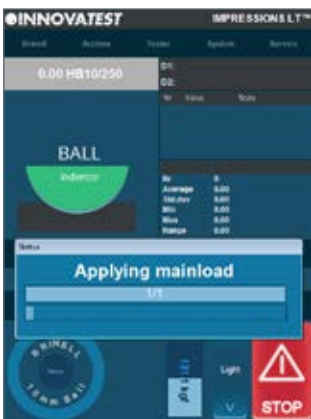 INNOVATEST IMPRESSIONS LT™
Brinell Archive Tester System Service
0.00 HB10/250
D1:
D2:
Nr Value
BALL
indentor
Nr 0
Average 0.00
Std.dev 0.00
Min 0.00
Max 0.00
Range 0.00
Status
Applying mainload
1/1
BRINELL
10mm Ball
kgf
Light
V
STOP